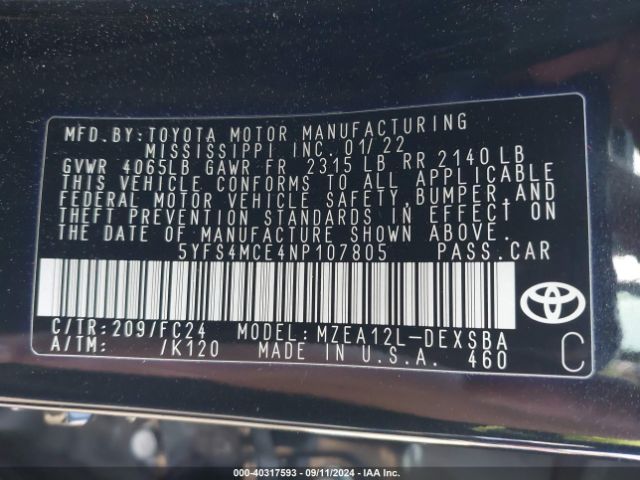 MFD. BY: TOYOTA MOTOR MANUFACTURING
MISSISSIPPI INC. 01/22
GVWR 4065LB GAWR FR 2315 LB RR 2140 LB
THIS VEHICLE CONFORMS TO ALL APPLICABLE
FEDERAL MOTOR VEHICLE SAFETY, BUMPER, AND
THEFT PREVENTION STANDARDS IN EFFECT ON
THE DATE OF MANUFACTURE SHOWN ABOVE.
5YFS4MCE4NP107805 PASS. CAR
C/TR: 209/FC24 MODEL: MZEA12L-DEXSBA
A/TM: /K120 MADE IN U.S.A. 460
C
000-40317593 - 09/11/2024 - IAA Inc.